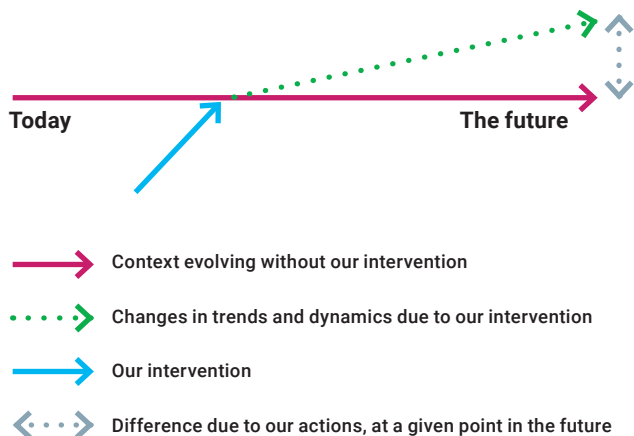 Today
The future
Context evolving without our intervention
Changes in trends and dynamics due to our intervention
Our intervention
Difference due to our actions, at a given point in the future